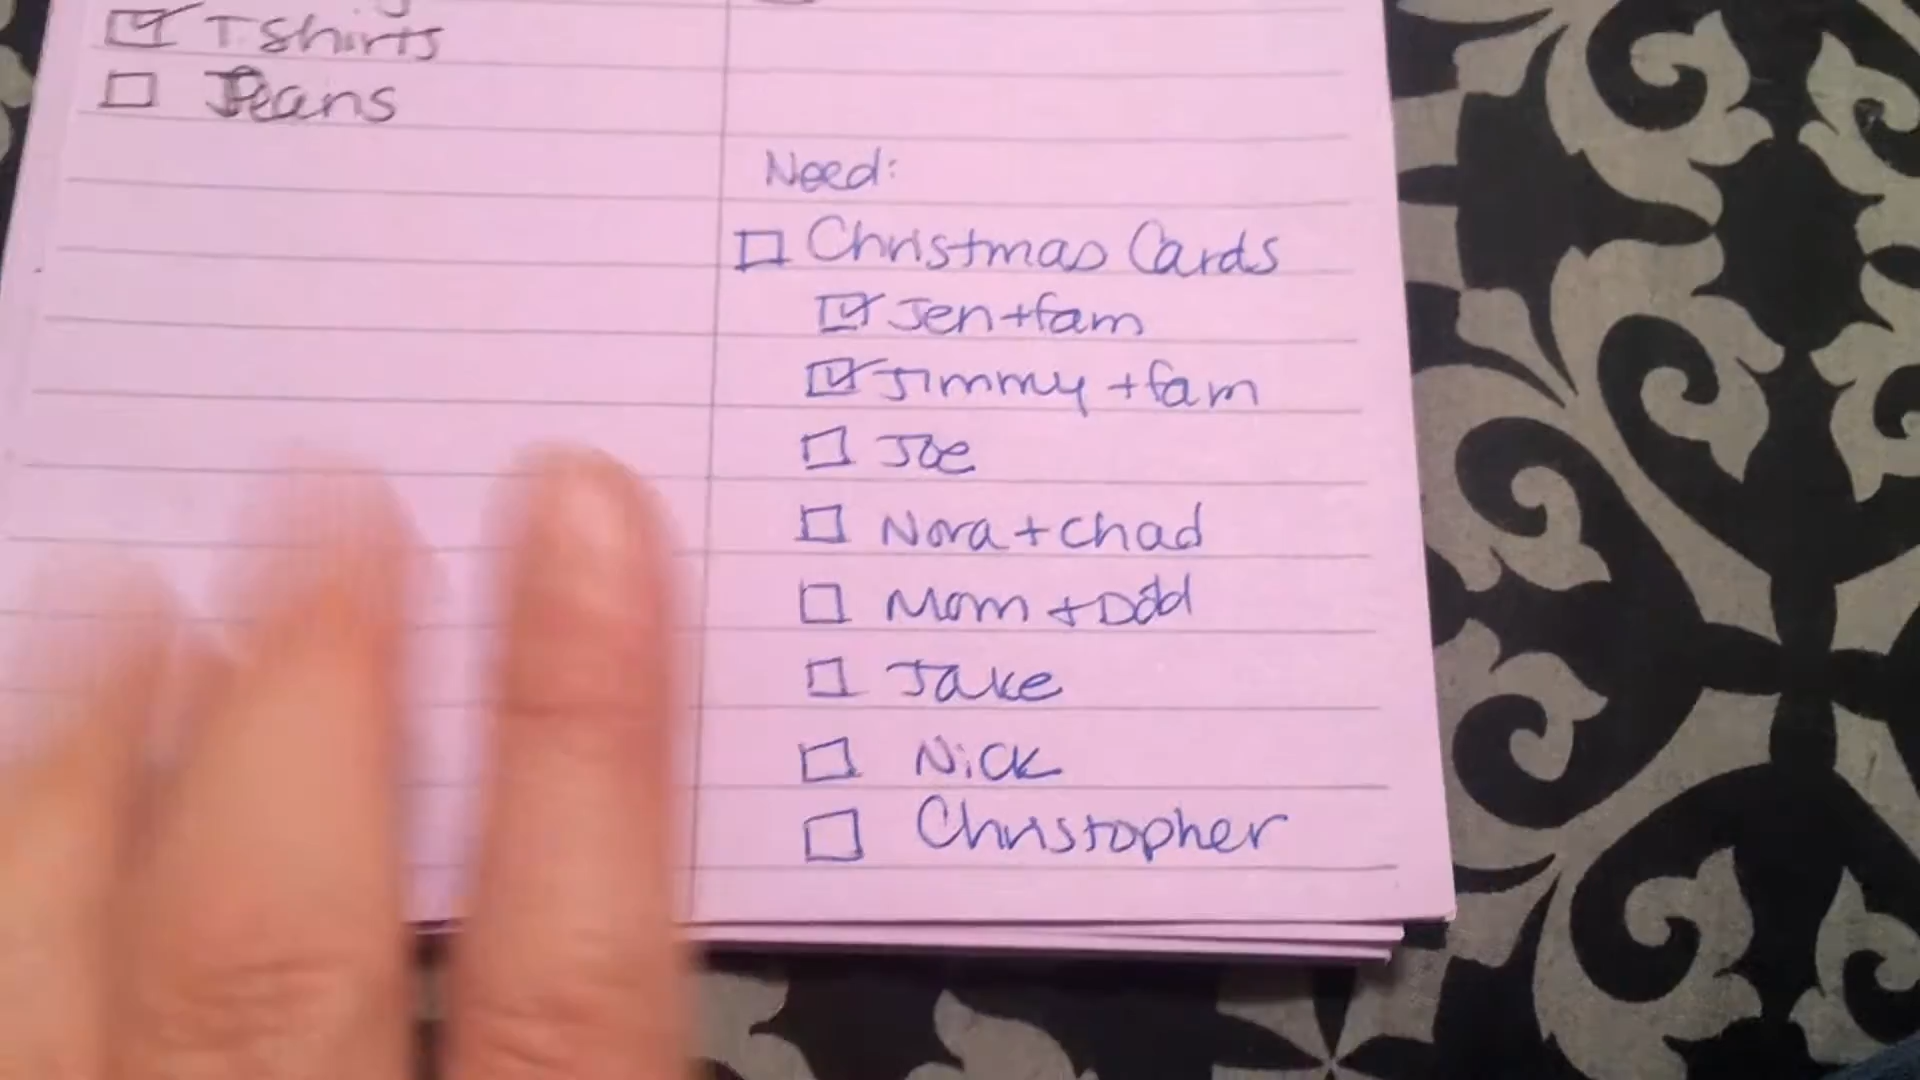 T-Shirts
Jeans
Need:
Christmas Cards
Jen+fam
Jimmy +fam
Joe
Nora + Chad
Mom + Dad
Jake
Nick
Christopher